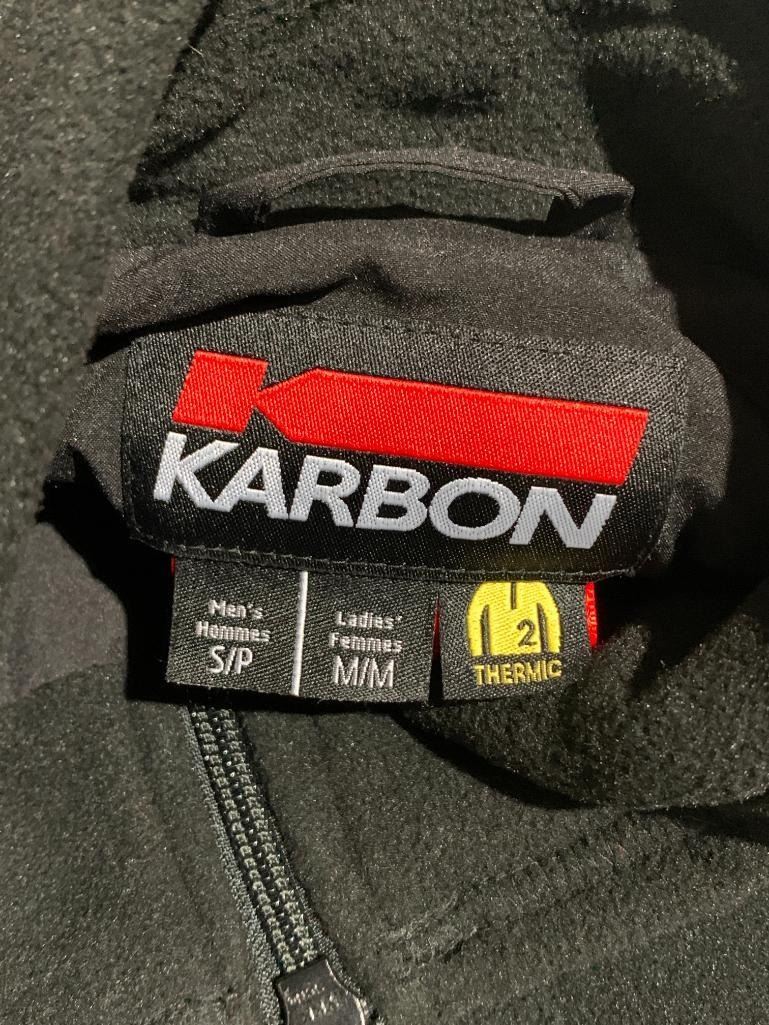 KARBON
Men's
Hommes
S/P
Ladies'
Femmes
M/M
2
THERMIC